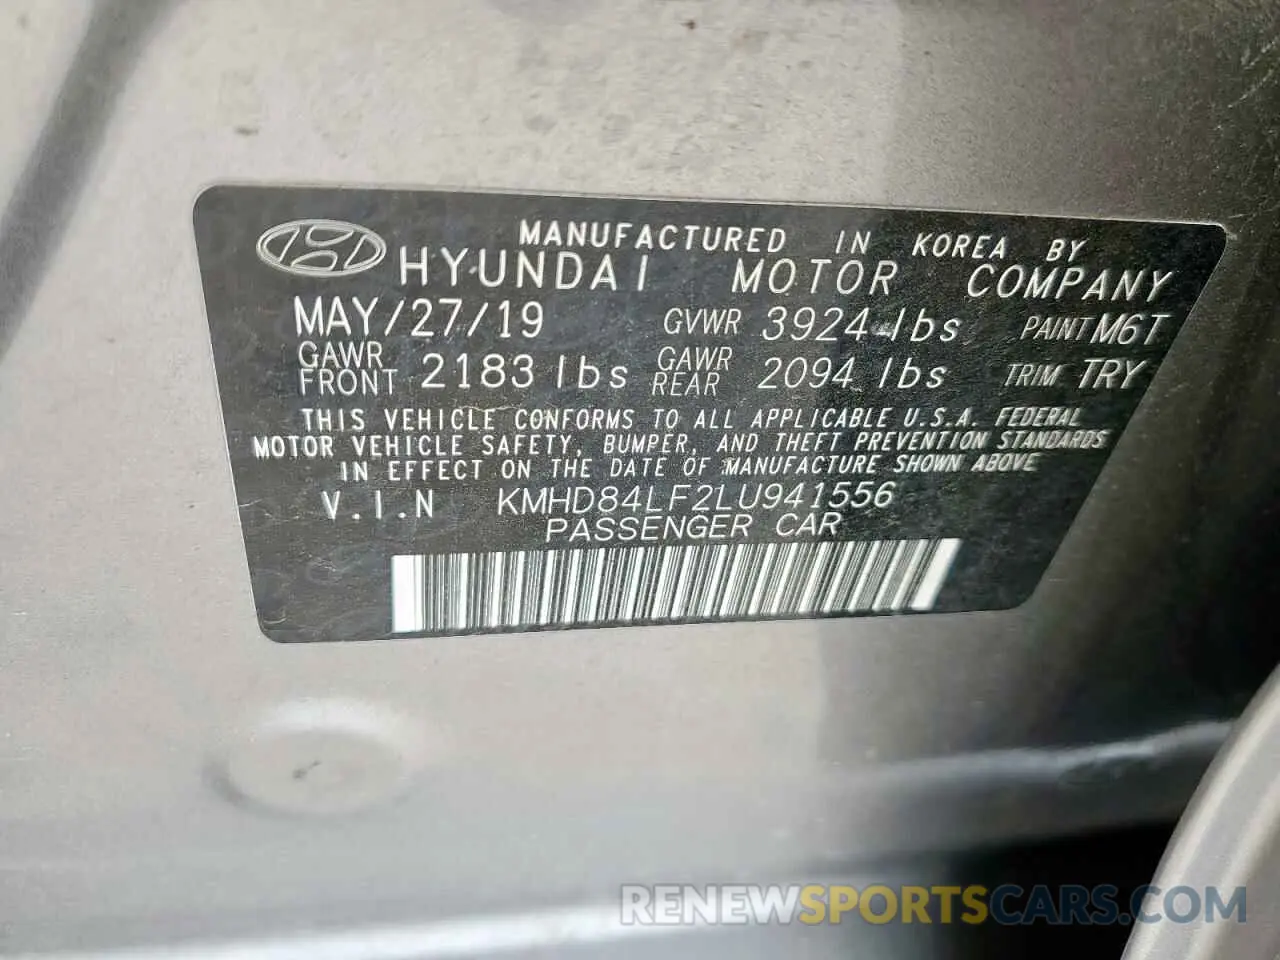 MANUFACTURED IN KOREA BY
HYUNDAI MOTOR COMPANY
MAY/27/19 GVWR 3924 lbs PAINT M6T
GAWR FRONT 2183 lbs GAWR REAR 2094 lbs TRIM TRY
THIS VEHICLE CONFORMS TO ALL APPLICABLE U.S.A. FEDERAL
MOTOR VEHICLE SAFETY, BUMPER, AND THEFT PREVENTION STANDARDS
IN EFFECT ON THE DATE OF MANUFACTURE SHOWN ABOVE
V.I.N KMHD84LF2LU941556
PASSENGER CAR
RENEWSPORTSCARS.COM